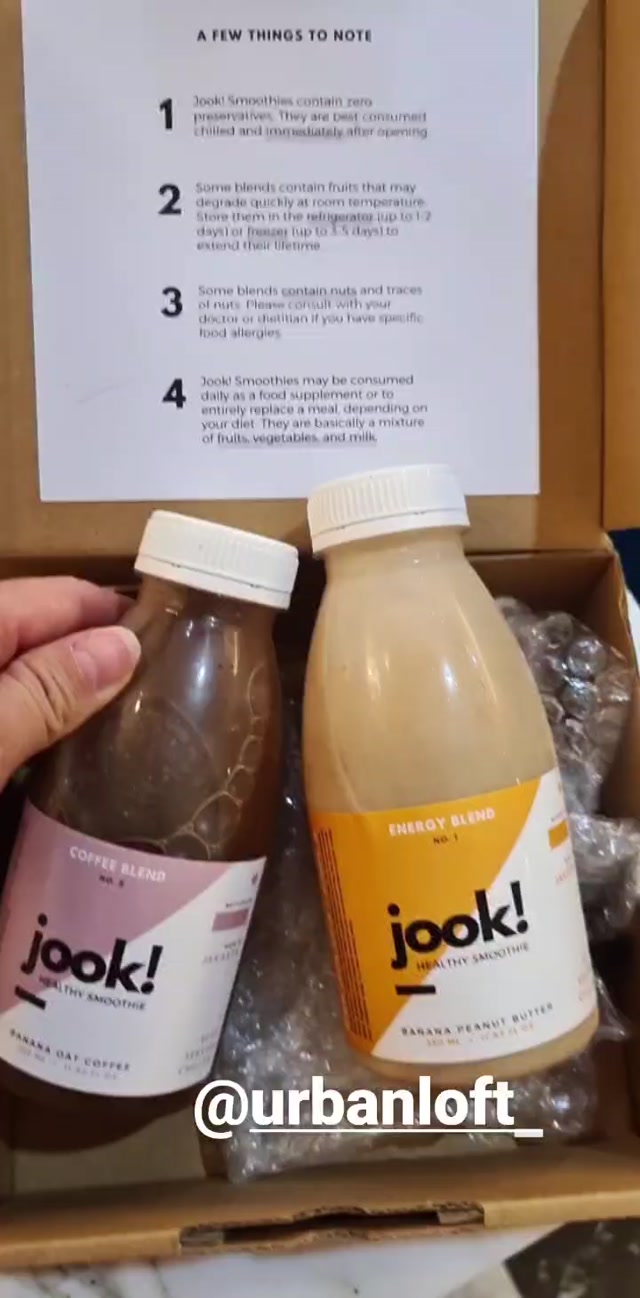 A FEW THINGS TO NOTE
1
Jook! Smoothies contain zero
preservatives. They are best consumed
chilled and immediately after opening
2
Some blends contain fruits that may
degrade quickly at room temperature.
Store them in the refrigerator (up to 1-2
days) or freezer (up to 3-5 days) to
extend their lifetime.
3
Some blends contain nuts and traces
of nuts. Please consult with your
doctor or dietitian if you have specific
food allergies.
4
Jook! Smoothies may be consumed
daily as a food supplement or to
entirely replace a meal, depending on
your diet. They are basically a mixture
of fruits, vegetables, and milk.
COFFEE BLEND
jook!
HEALTHY SMOOTHIE
BANANA OAT COFFEE
ENERGY BLEND
NO. 1
jook!
HEALTHY SMOOTHIE
BANANA PEANUT BUTTER
@urbanloft_